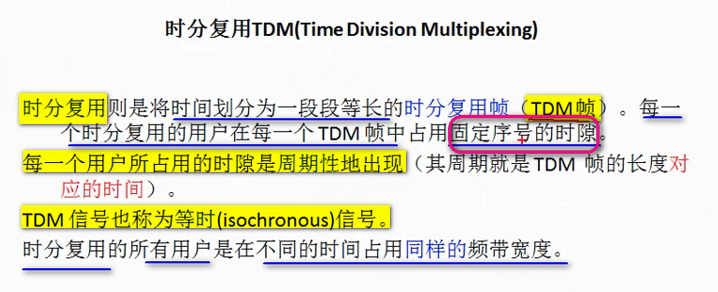 时分复用TDM(Time Division Multiplexing)
时分复用则是将时间划分为一段段等长的时分复用帧（TDM帧）。每一
个时分复用的用户在每一个 TDM 帧中占用固定序号的时隙。
每一个用户所占用的时隙是周期性地出现（其周期就是TDM 帧的长度对
应的时间）。
TDM 信号也称为等时(isochronous)信号。
时分复用的所有用户是在不同的时间占用同样的频带宽度。